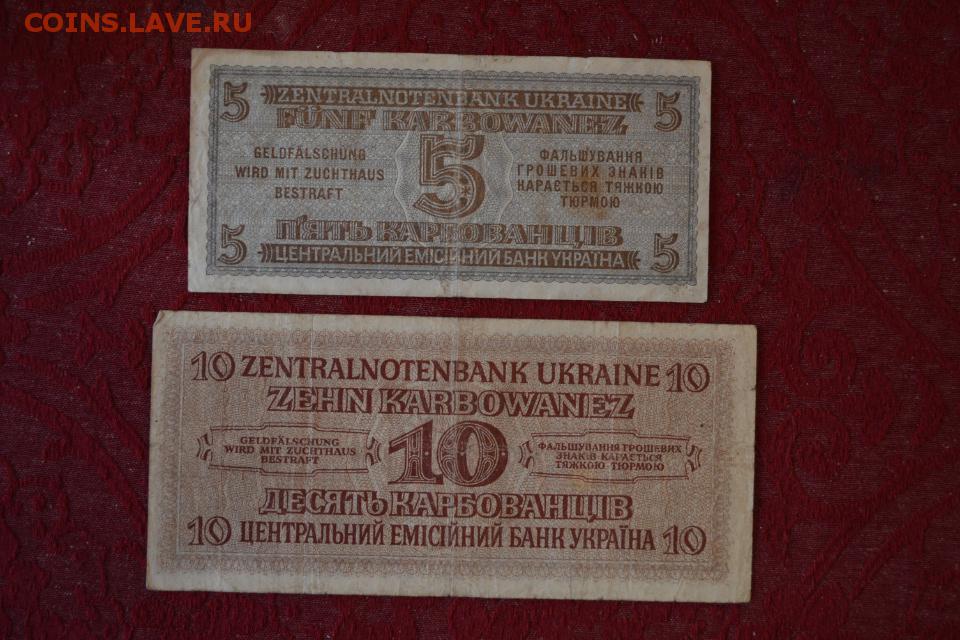 COINS.LAVE.RU
5 ZENTRALNOTENBANK UKRAINE 5
FÜNF KARBOWANEZ
GELDFÄLSCHUNG
WIRD MIT ZUCHTHAUS
BESTRAFT
5
ФАЛЬШУВАННЯ
ГРОШЕВИХ ЗНАКІВ
КАРАЄТЬСЯ ТЯЖКОЮ
ТЮРМОЮ
П'ЯТЬ КАРБОВАНЦІВ
5 ЦЕНТРАЛЬНИЙ ЕМІСІЙНИЙ БАНК УКРАЇНА 5
10 ZENTRALNOTENBANK UKRAINE 10
ZEHN KARBOWANEZ
GELDFÄLSCHUNG
WIRD MIT ZUCHTHAUS
BESTRAFT
10
ФАЛЬШУВАННЯ ГРОШЕВИХ
ЗНАКІВ КАРАЄТЬСЯ
ТЯЖКОЮ ТЮРМОЮ
ДЕСЯТЬ КАРБОВАНЦІВ
10 ЦЕНТРАЛЬНИЙ ЕМІСІЙНИЙ БАНК УКРАЇНА 10